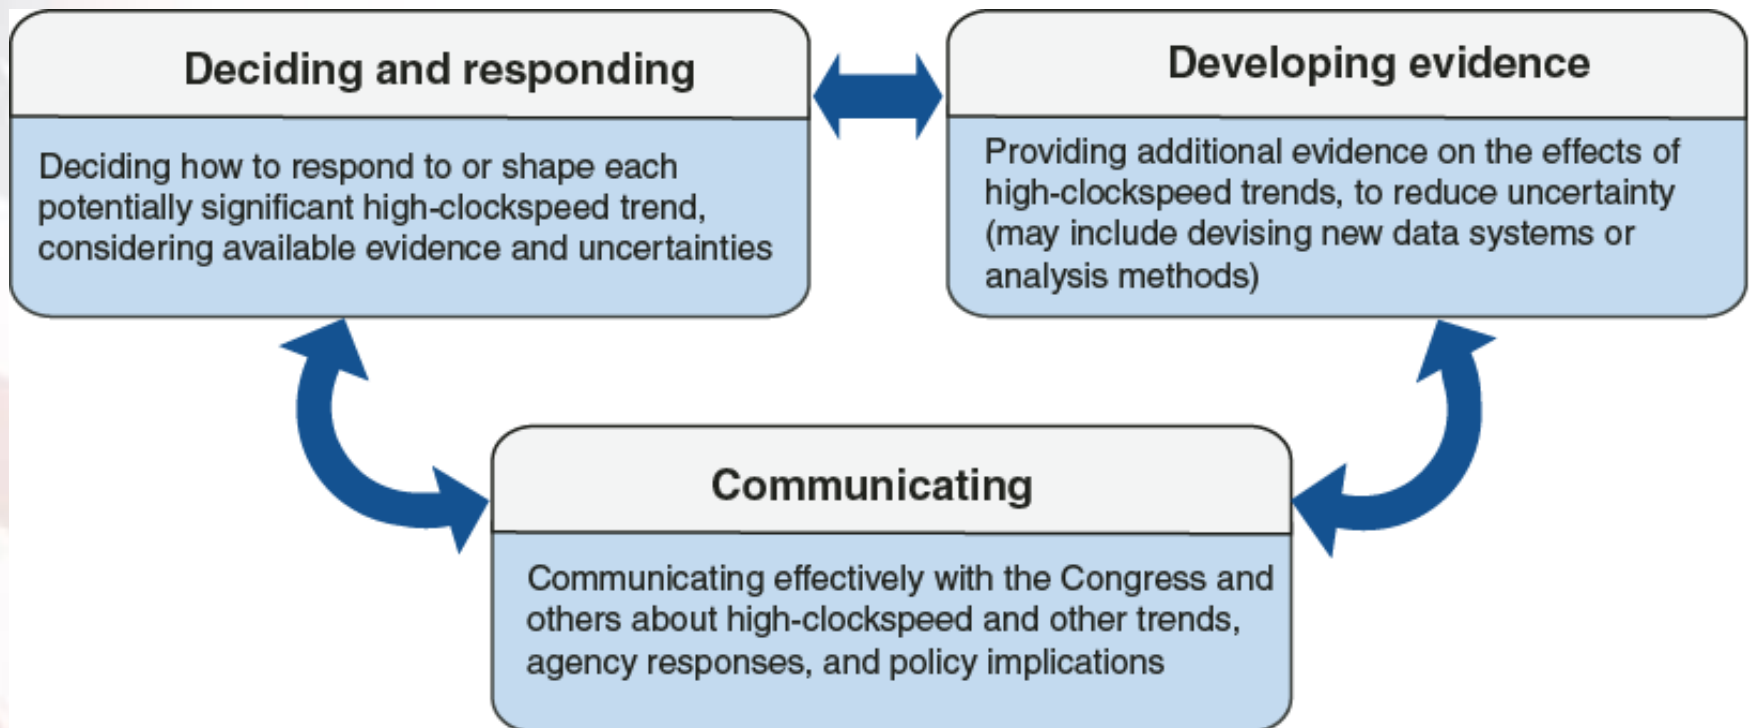 Deciding and responding
Deciding how to respond to or shape each
potentially significant high-clockspeed trend,
considering available evidence and uncertainties
Developing evidence
Providing additional evidence on the effects of
high-clockspeed trends, to reduce uncertainty
(may include devising new data systems or
analysis methods)
Communicating
Communicating effectively with the Congress and
others about high-clockspeed and other trends,
agency responses, and policy implications